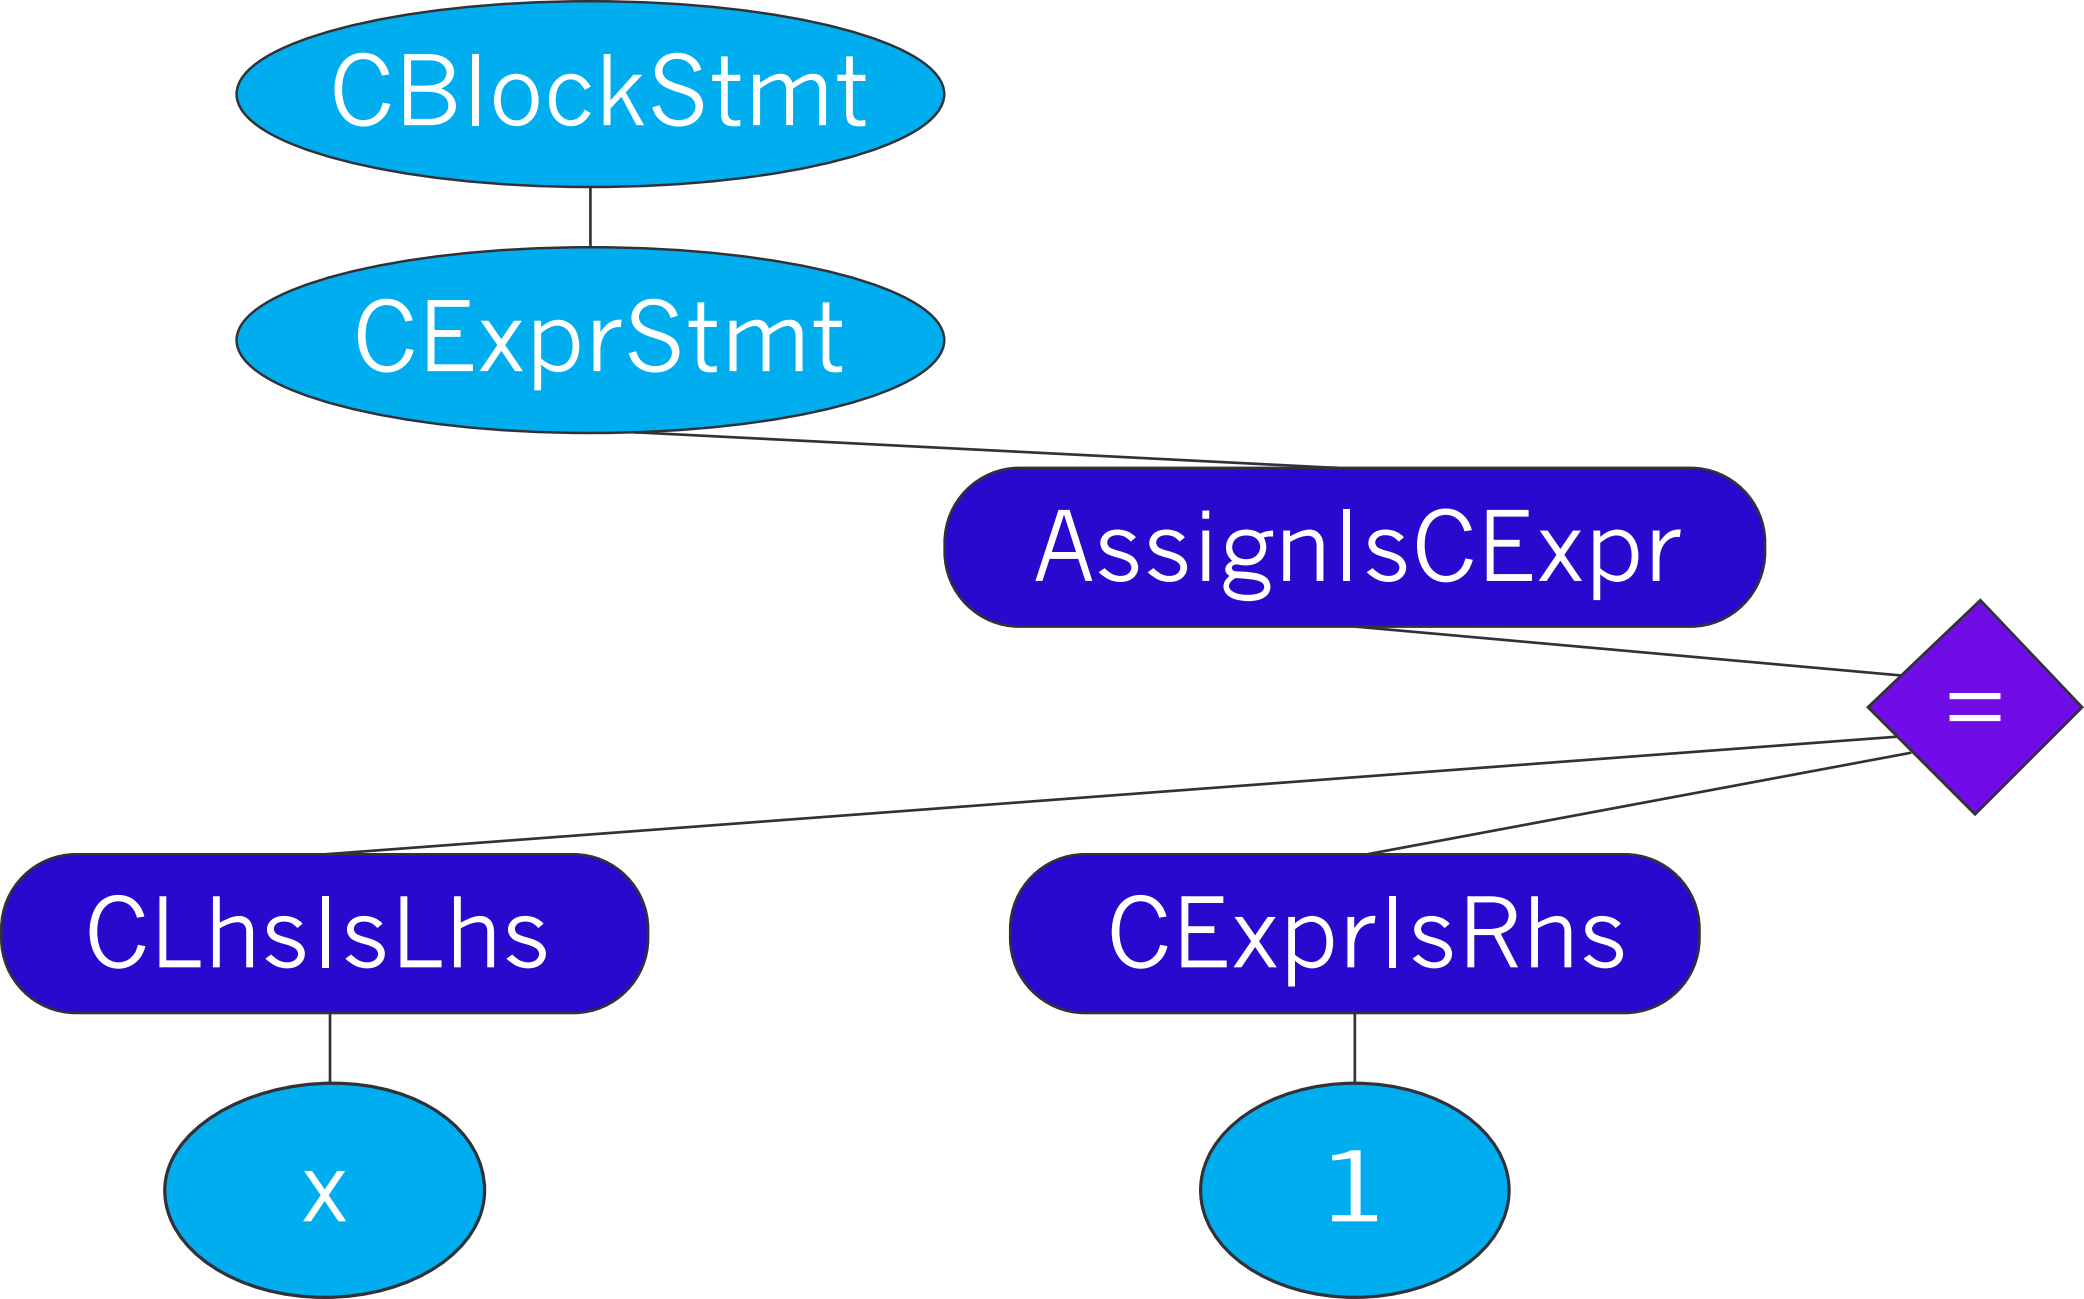 CBlockStmt
CExprStmt
AssignIsCExpr
=
CLhsIsLhs
CExprIsRhs
x
1